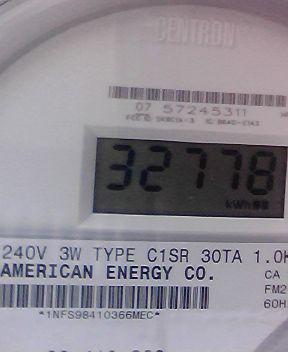 CENTRON
07 57245311
32778
kWh
240V 3W TYPE C1SR 30TA 1.0K
AMERICAN ENERGY CO.
CA
FM2
60H
*1NFS98410366MEC*